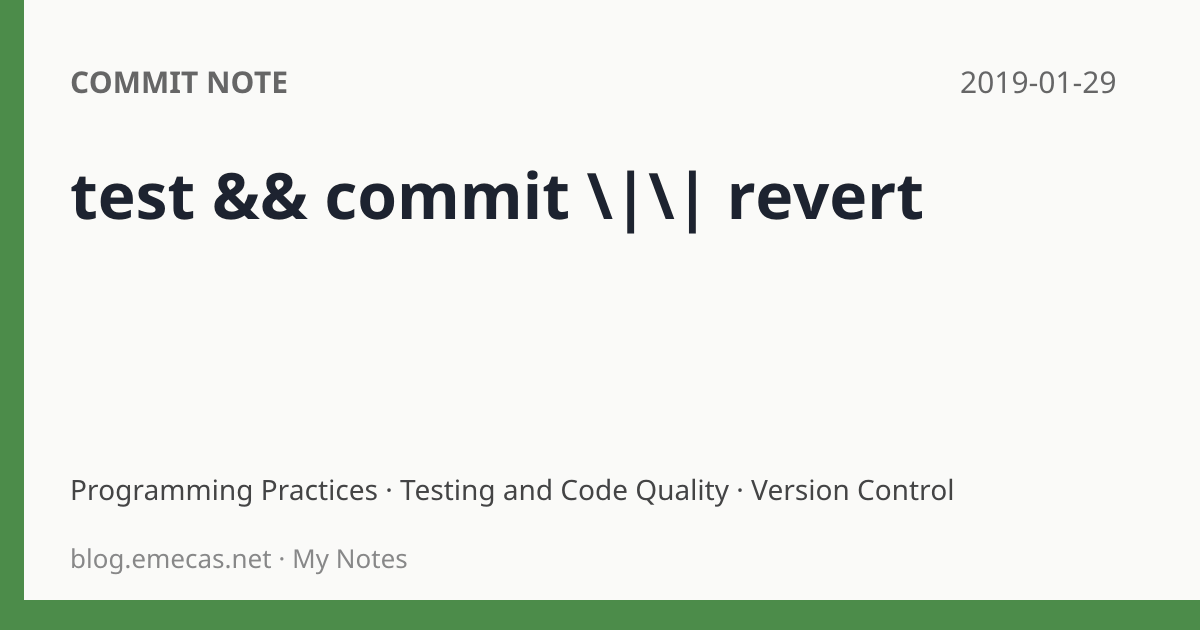 COMMIT NOTE
2019-01-29
test && commit \|\| revert
Programming Practices · Testing and Code Quality · Version Control
blog.emecas.net · My Notes